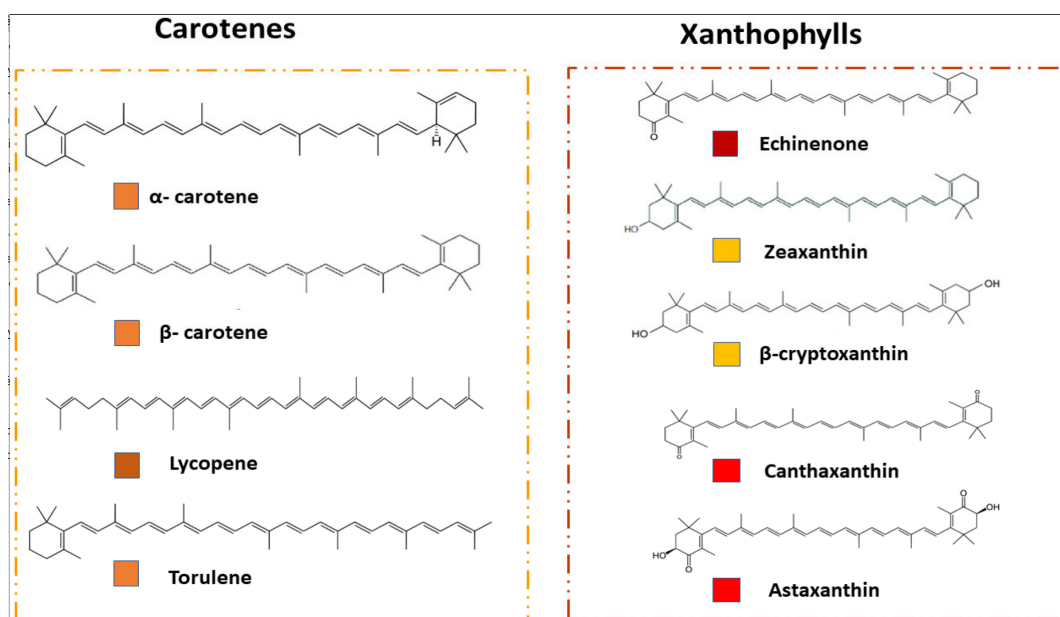 Carotenes
H
α- carotene
β- carotene
Lycopene
Torulene
Xanthophylls
O
Echinenone
HO
Zeaxanthin
OH
HO
β-cryptoxanthin
O
O
Canthaxanthin
O
OH
HO
O
Astaxanthin